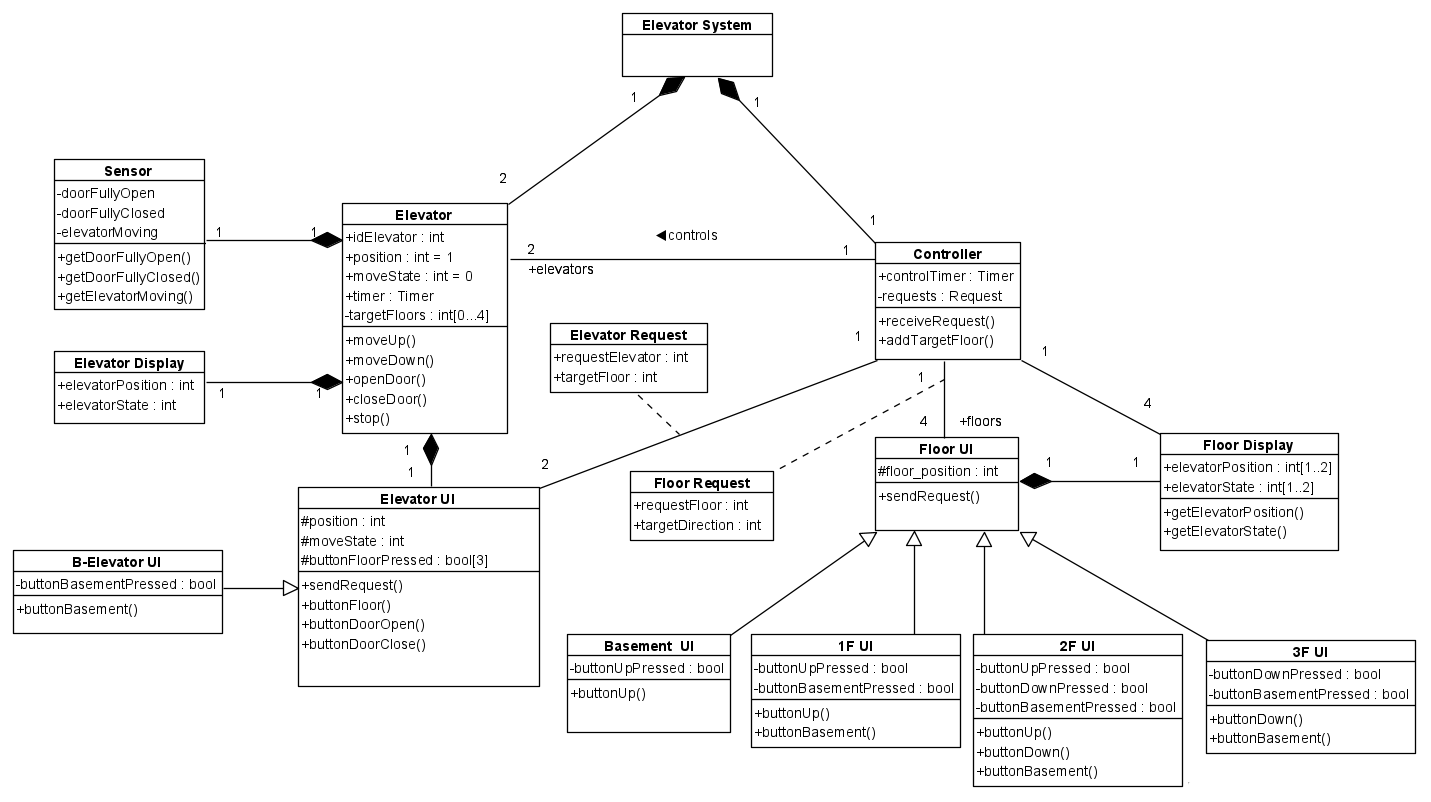 Elevator System
1
1
2
1
Sensor
-doorFullyOpen
-doorFullyClosed
-elevatorMoving
+getDoorFullyOpen()
+getDoorFullyClosed()
+getElevatorMoving()
1
1
Elevator
+idElevator : int
+position : int = 1
+moveState : int = 0
+timer : Timer
-targetFloors : int[0...4]
+moveUp()
+moveDown()
+openDoor()
+closeDoor()
+stop()
2
+elevators
◀controls
1
Controller
+controlTimer : Timer
-requests : Request
+receiveRequest()
+addTargetFloor()
Elevator Display
+elevatorPosition : int
+elevatorState : int
1
1
Elevator Request
+requestElevator : int
+targetFloor : int
1
1
1
4
+floors
4
1
1
2
Elevator UI
#position : int
#moveState : int
#buttonFloorPressed : bool[3]
+sendRequest()
+buttonFloor()
+buttonDoorOpen()
+buttonDoorClose()
Floor Request
+requestFloor : int
+targetDirection : int
Floor UI
#floor_position : int
+sendRequest()
1
1
Floor Display
+elevatorPosition : int[1..2]
+elevatorState : int[1..2]
+getElevatorPosition()
+getElevatorState()
B-Elevator UI
-buttonBasementPressed : bool
+buttonBasement()
Basement UI
-buttonUpPressed : bool
+buttonUp()
1F UI
-buttonUpPressed : bool
-buttonBasementPressed : bool
+buttonUp()
+buttonBasement()
2F UI
-buttonUpPressed : bool
-buttonDownPressed : bool
-buttonBasementPressed : bool
+buttonUp()
+buttonDown()
+buttonBasement()
3F UI
-buttonDownPressed : bool
-buttonBasementPressed : bool
+buttonDown()
+buttonBasement()